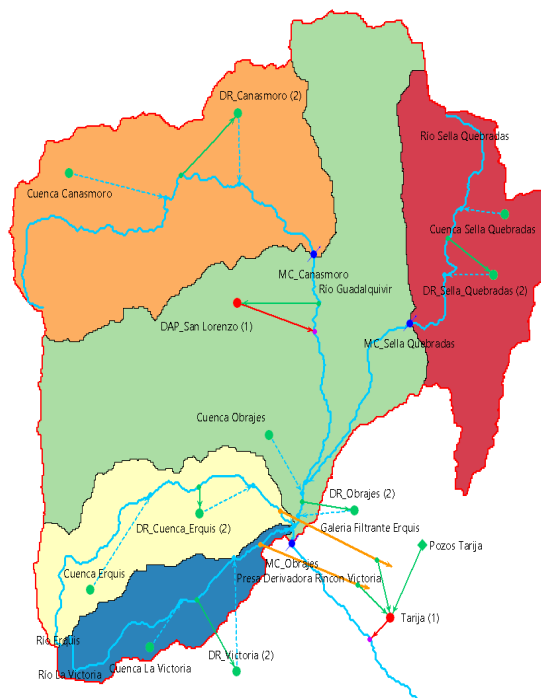 DR_Canasmoro (2)
Río Sella Quebradas
Cuenca Canasmoro
Cuenca Sella Quebradas
MC_Canasmoro
Río Guadalquivir
DR_Sella_Quebradas (2)
DAP_San Lorenzo (1)
MC_Sella Quebradas
Cuenca Obrajes
DR_Obrajes (2)
DR_Cuenca_Erquis (2)
Galeria Filtrante Erquis
Pozos Tarija
MC_Obrajes
Cuenca Erquis
Presa Derivadora Rincon Victoria
Tarija (1)
Río Erquis
DR_Victoria (2)
Cuenca La Victoria
Río La Victoria